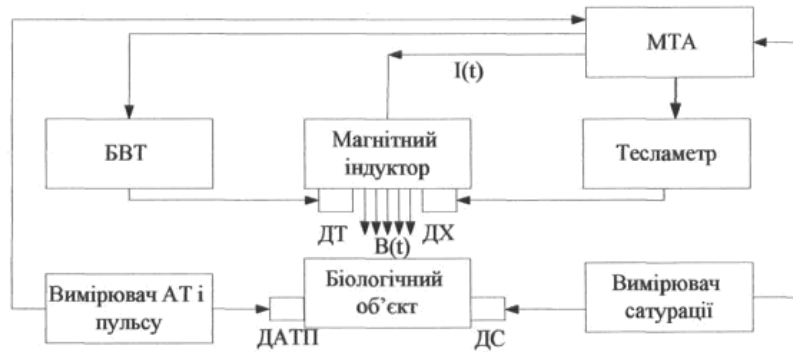 МТА
I(t)
БВТ
Магнітний
індуктор
Тесламетр
ДТ
ДХ
B(t)
Вимірювач АТ і
пульсу
Біологічний
об’єкт
Вимірювач
сатурації
ДАТП
ДС